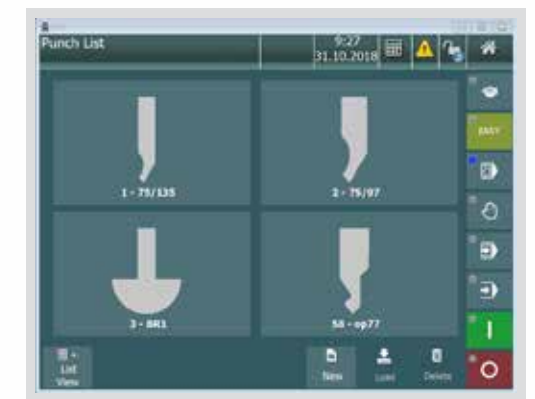 Punch List
9:27
31.10.2018
EASY
1 - 75/135
2 - 75/97
3 - BR1
58 - op77
List
View
New
Load
Delete